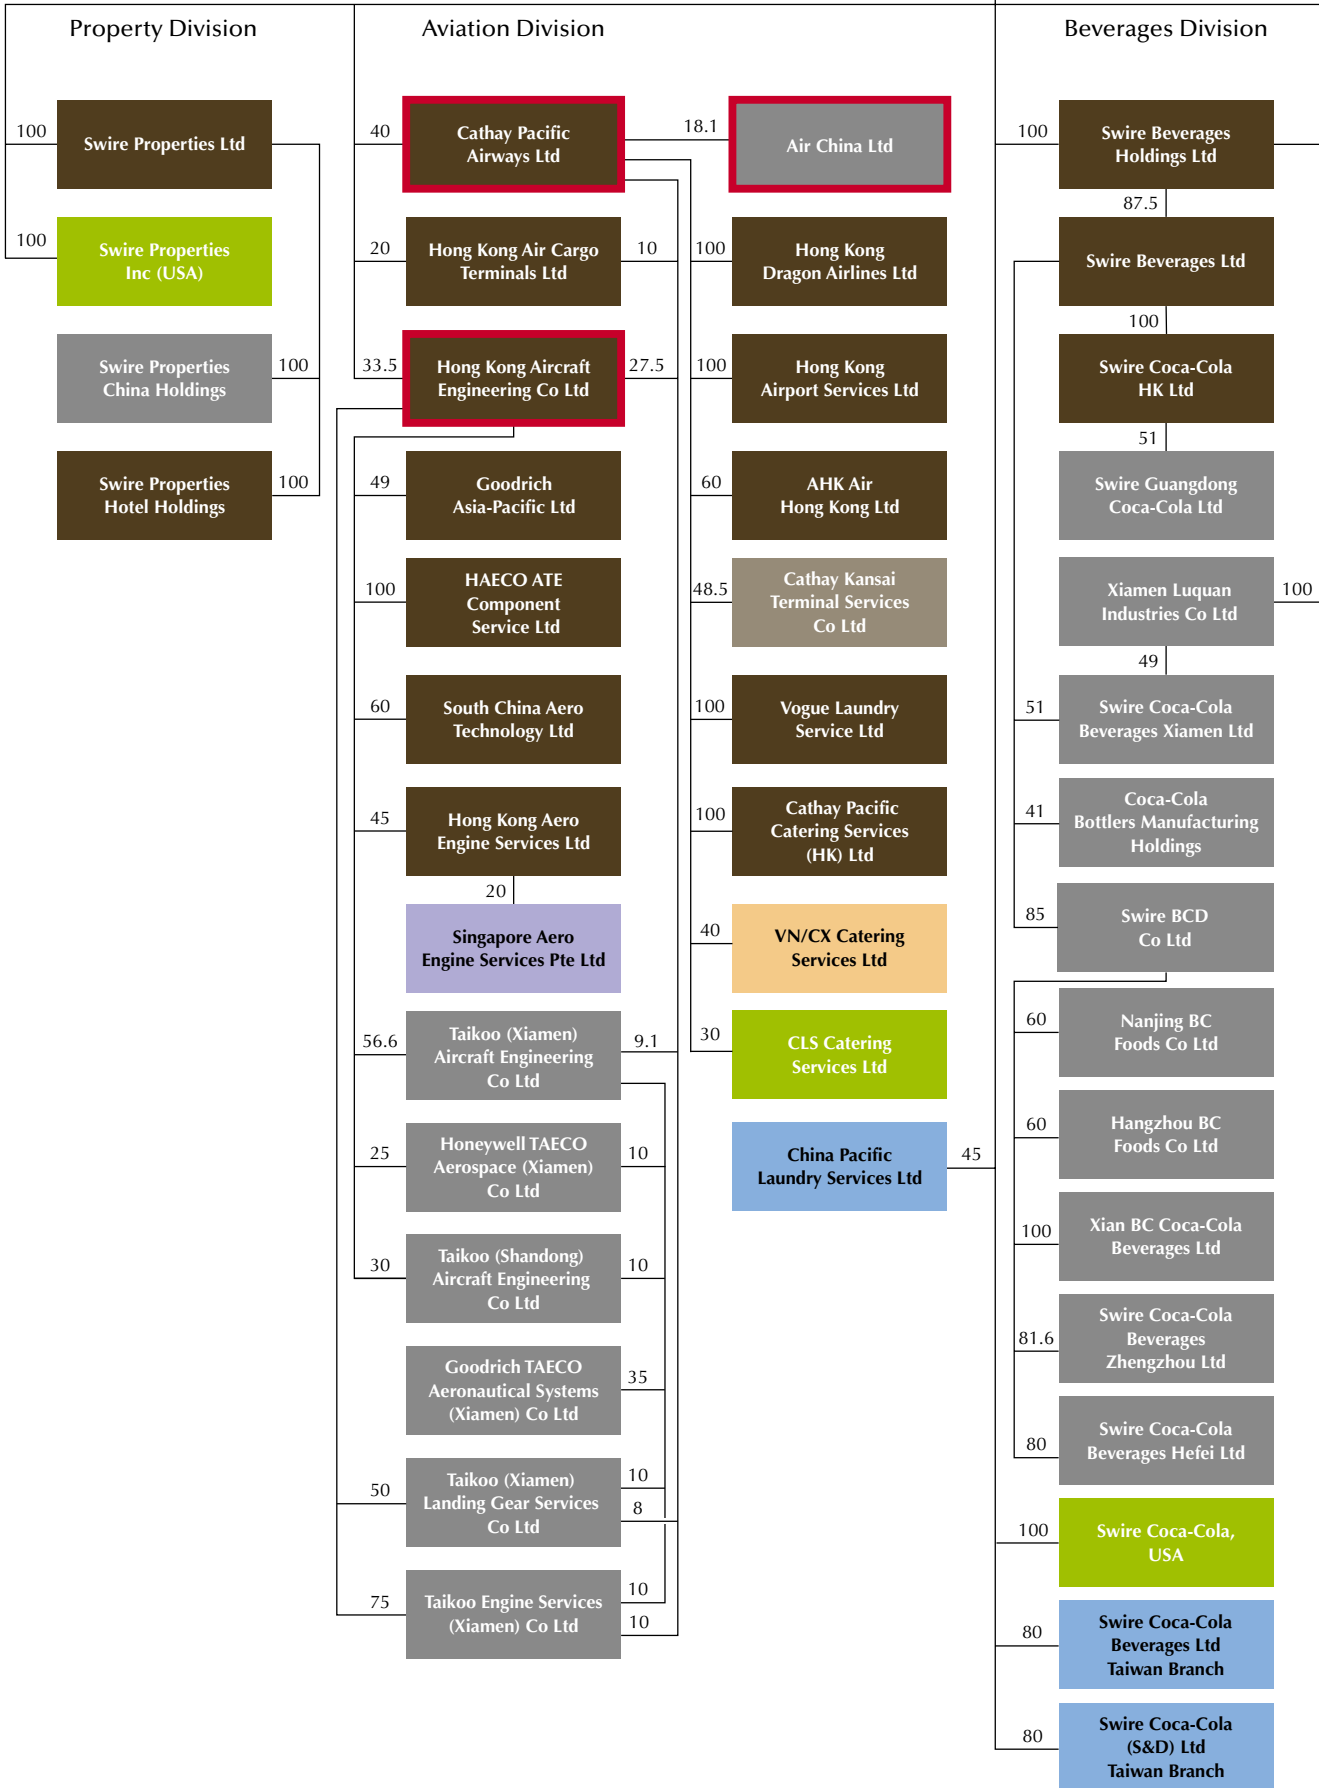 Property Division
100
Swire Properties Ltd
100
Swire Properties
Inc (USA)
Swire Properties
China Holdings
100
Swire Properties
Hotel Holdings
100
Aviation Division
40
Cathay Pacific
Airways Ltd
18.1
Air China Ltd
20
Hong Kong Air Cargo
Terminals Ltd
10
100
Hong Kong
Dragon Airlines Ltd
33.5
Hong Kong Aircraft
Engineering Co Ltd
27.5
100
Hong Kong
Airport Services Ltd
49
Goodrich
Asia-Pacific Ltd
60
AHK Air
Hong Kong Ltd
100
HAECO ATE
Component
Service Ltd
48.5
Cathay Kansai
Terminal Services
Co Ltd
60
South China Aero
Technology Ltd
100
Vogue Laundry
Service Ltd
45
Hong Kong Aero
Engine Services Ltd
100
Cathay Pacific
Catering Services
(HK) Ltd
20
Singapore Aero
Engine Services Pte Ltd
40
VN/CX Catering
Services Ltd
56.6
Taikoo (Xiamen)
Aircraft Engineering
Co Ltd
9.1
30
CLS Catering
Services Ltd
25
Honeywell TAECO
Aerospace (Xiamen)
Co Ltd
10
China Pacific
Laundry Services Ltd
45
30
Taikoo (Shandong)
Aircraft Engineering
Co Ltd
10
Goodrich TAECO
Aeronautical Systems
(Xiamen) Co Ltd
35
50
Taikoo (Xiamen)
Landing Gear Services
Co Ltd
10
8
75
Taikoo Engine Services
(Xiamen) Co Ltd
10
10
Beverages Division
100
Swire Beverages
Holdings Ltd
87.5
Swire Beverages Ltd
100
Swire Coca-Cola
HK Ltd
51
Swire Guangdong
Coca-Cola Ltd
Xiamen Luquan
Industries Co Ltd
100
49
51
Swire Coca-Cola
Beverages Xiamen Ltd
41
Coca-Cola
Bottlers Manufacturing
Holdings
85
Swire BCD
Co Ltd
60
Nanjing BC
Foods Co Ltd
60
Hangzhou BC
Foods Co Ltd
100
Xian BC Coca-Cola
Beverages Ltd
81.6
Swire Coca-Cola
Beverages
Zhengzhou Ltd
80
Swire Coca-Cola
Beverages Hefei Ltd
100
Swire Coca-Cola,
USA
80
Swire Coca-Cola
Beverages Ltd
Taiwan Branch
80
Swire Coca-Cola
(S&D) Ltd
Taiwan Branch